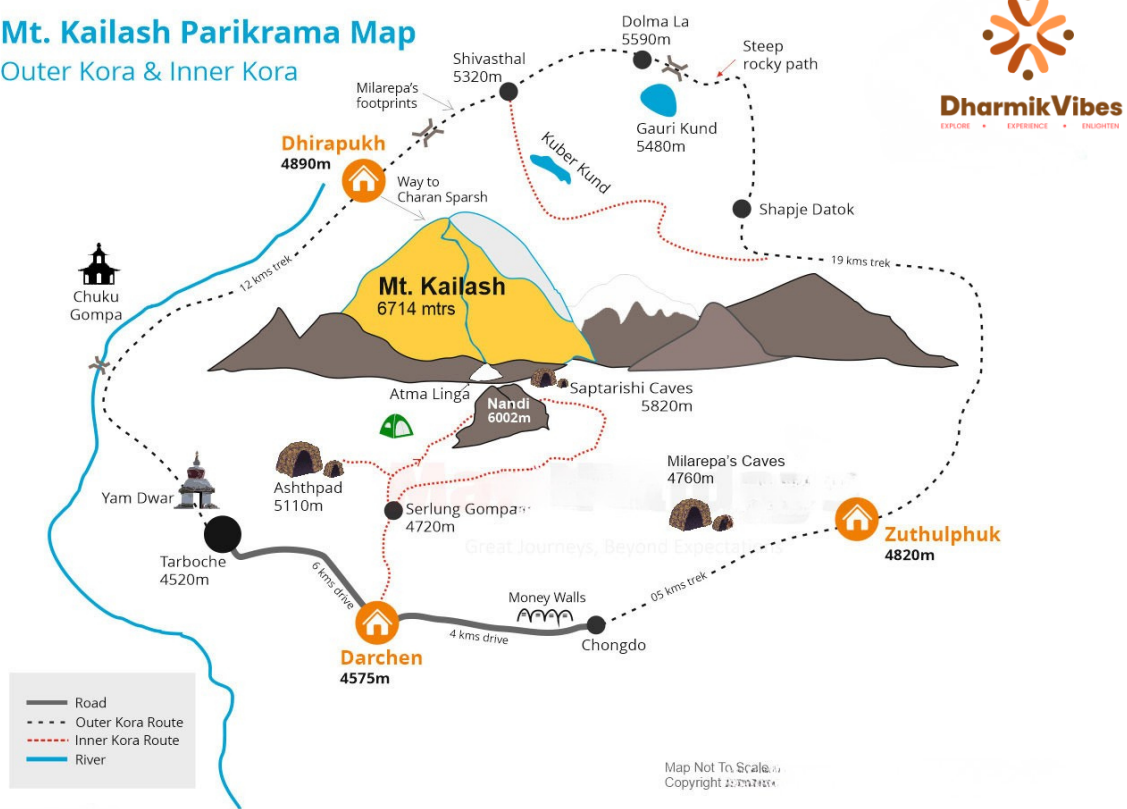 Mt. Kailash Parikrama Map
Outer Kora & Inner Kora
DharmikVibes
EXPLORE • EXPERIENCE • ENLIGHTEN
Dolma La
5590m
Steep
rocky path
Shivasthal
5320m
Milarepa's
footprints
Gauri Kund
5480m
Kuber Kund
Dhirapukh
4890m
Way to
Charan Sparsh
Shapje Datok
19 kms trek
12 kms trek
Chuku
Gompa
Mt. Kailash
6714 mtrs
Atma Linga
Saptarishi Caves
5820m
Nandi
6002m
Ashthpad
5110m
Milarepa's Caves
4760m
Yam Dwar
Serlung Gompa
4720m
Great Journeys, Beyond Expectations
Zuthulphuk
4820m
Tarboche
4520m
6 kms drive
05 kms trek
Money Walls
4 kms drive
Chongdo
Darchen
4575m
Road
Outer Kora Route
Inner Kora Route
River
Map Not To Scale
Copyright